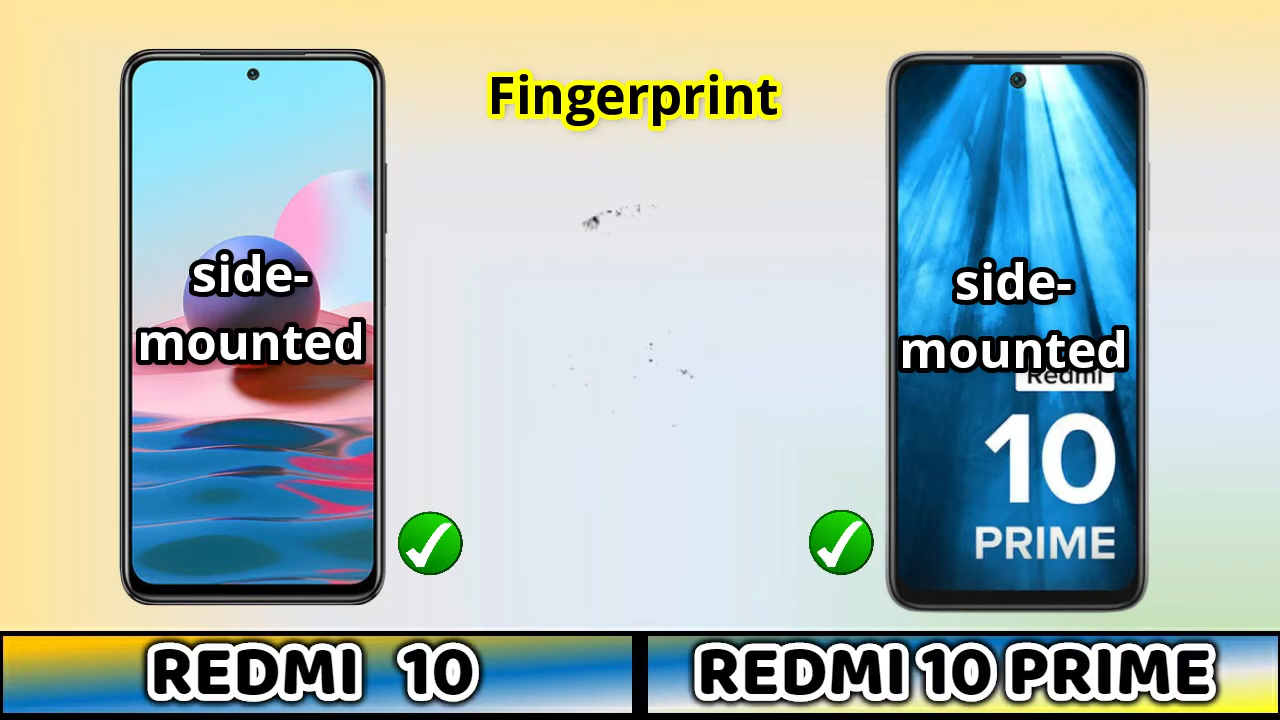 Fingerprint
side-
mounted
side-
mounted
Redmi
10
PRIME
REDMI 10
REDMI 10 PRIME